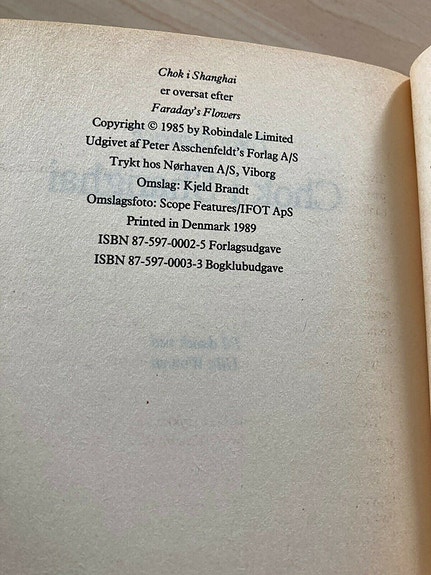 Chok i Shanghai
er oversat efter
Faraday's Flowers
Copyright © 1985 by Robindale Limited
Udgivet af Peter Asschenfeldt's Forlag A/S
Trykt hos Nørhaven A/S, Viborg
Omslag: Kjeld Brandt
Omslagsfoto: Scope Features/IFOT ApS
Printed in Denmark 1989
ISBN 87-597-0002-5 Forlagsudgave
ISBN 87-597-0003-3 Bogklubudgave